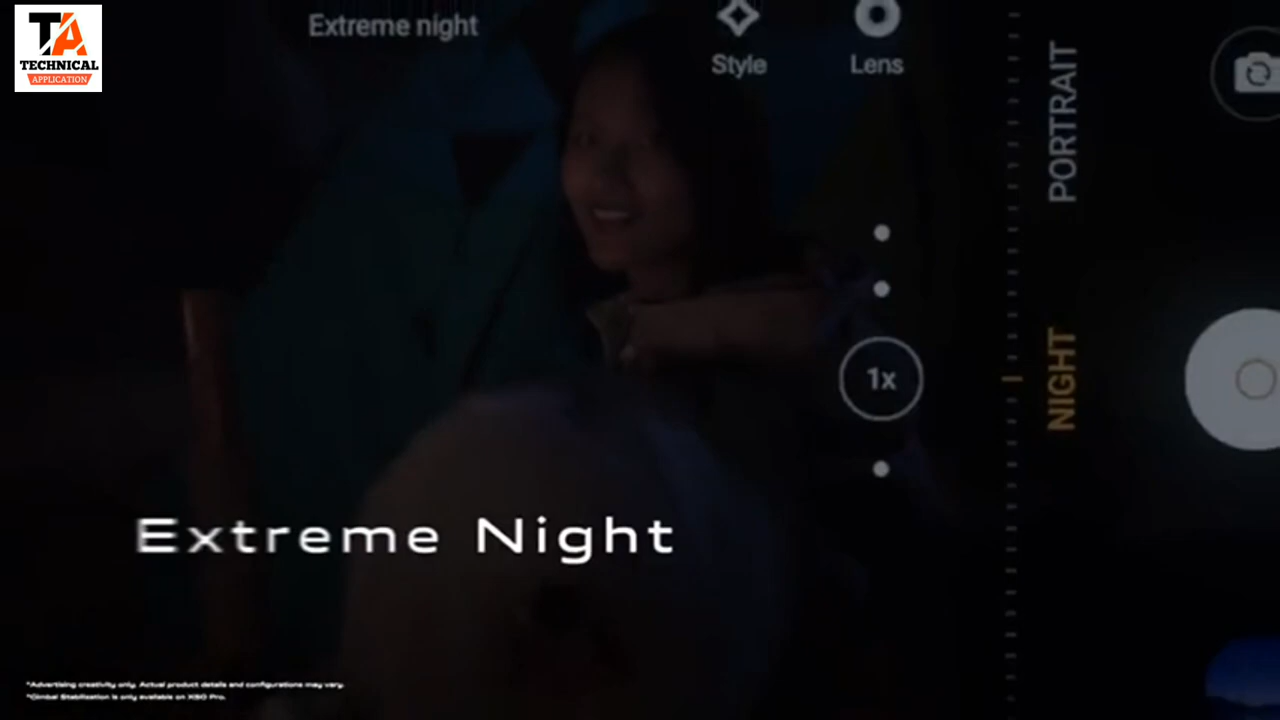 TA
TECHNICAL
APPLICATION
Extreme night
Style
Lens
PORTRAIT
1x
NIGHT
Extreme Night
*Advertising creativity only. Actual product details and configurations may vary.
*Gimbal Stabilization is only available on X50 Pro.